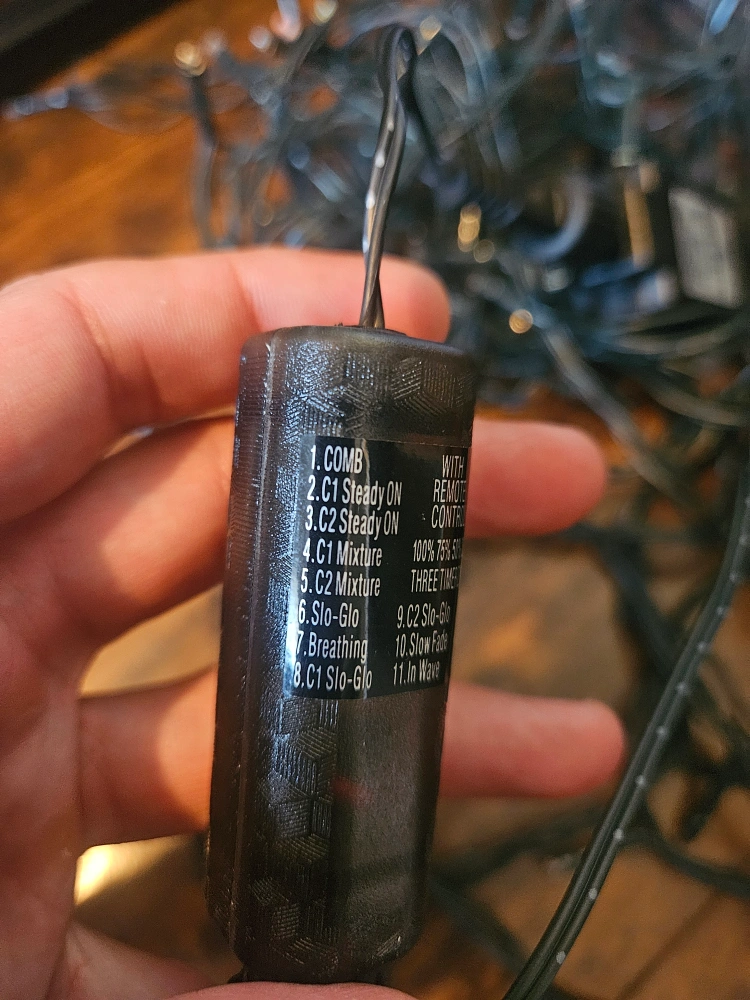 1. COMB
2.C1 Steady ON
3.C2 Steady ON
4.C1 Mixture
5.C2 Mixture
6.Slo-Glo
7.Breathing
8.C1 Slo-Glo
WITH
REMOTE
100% 75%
THREE
9.C2 Slo-Glo
10.Slow Fade
11.In Wave